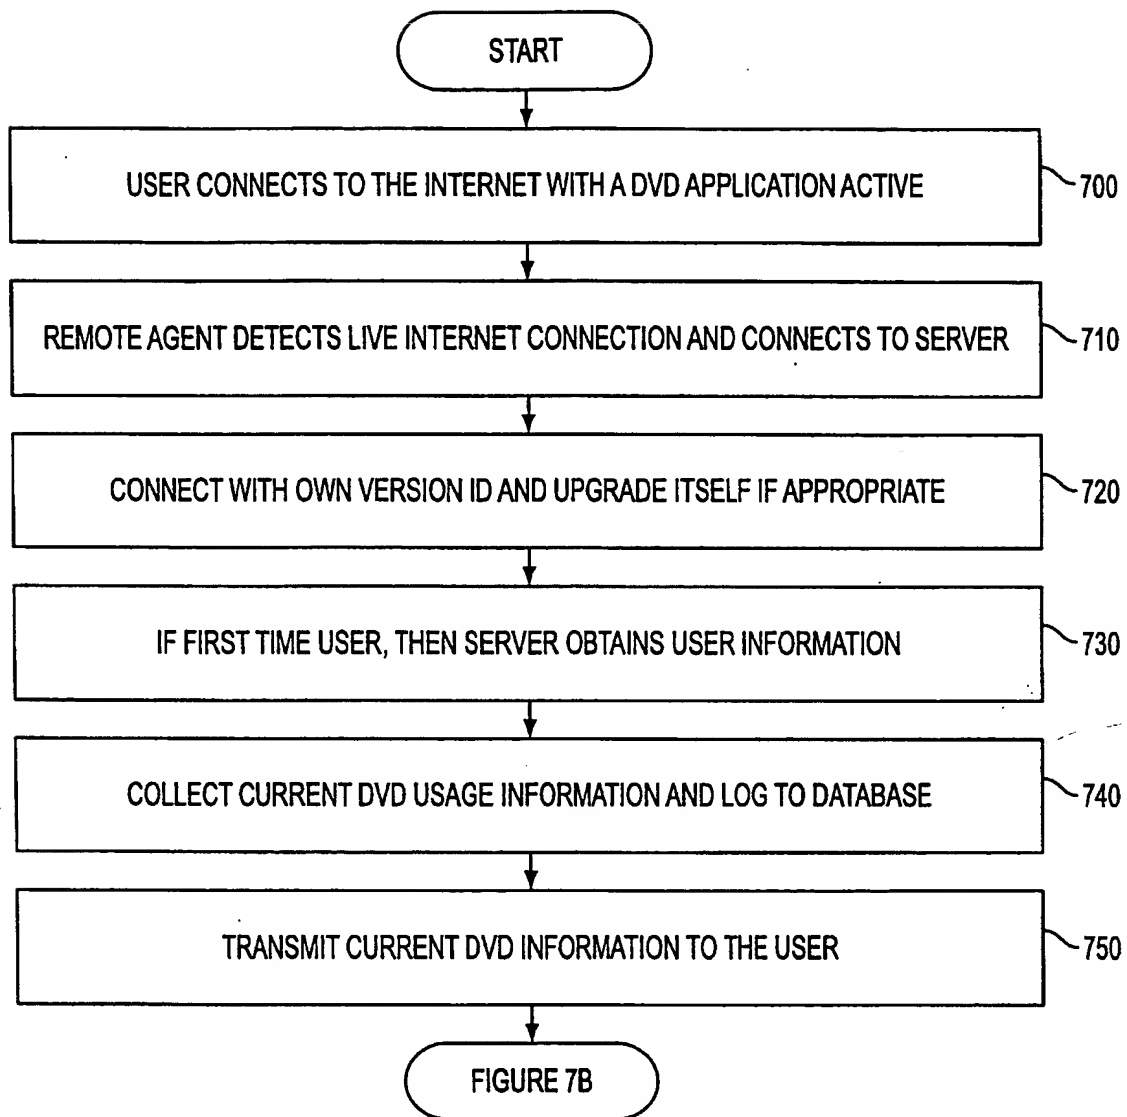 START
USER CONNECTS TO THE INTERNET WITH A DVD APPLICATION ACTIVE
700
REMOTE AGENT DETECTS LIVE INTERNET CONNECTION AND CONNECTS TO SERVER
710
CONNECT WITH OWN VERSION ID AND UPGRADE ITSELF IF APPROPRIATE
720
IF FIRST TIME USER, THEN SERVER OBTAINS USER INFORMATION
730
COLLECT CURRENT DVD USAGE INFORMATION AND LOG TO DATABASE
740
TRANSMIT CURRENT DVD INFORMATION TO THE USER
750
FIGURE 7B